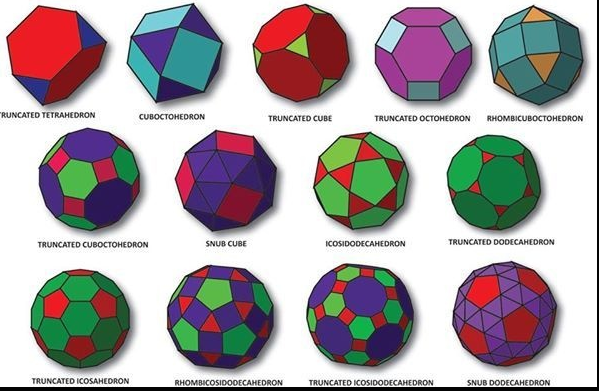 TRUNCATED TETRAHEDRON
CUBOCTOHEDRON
TRUNCATED CUBE
TRUNCATED OCTOHEDRON
RHOMBICUBOCTOHEDRON
TRUNCATED CUBOCTOHEDRON
SNUB CUBE
ICOSIDODECAHEDRON
TRUNCATED DODECAHEDRON
TRUNCATED ICOSAHEDRON
RHOMBICOSIDODECAHEDRON
TRUNCATED ICOSIDODECAHEDRON
SNUB DODECAHEDRON